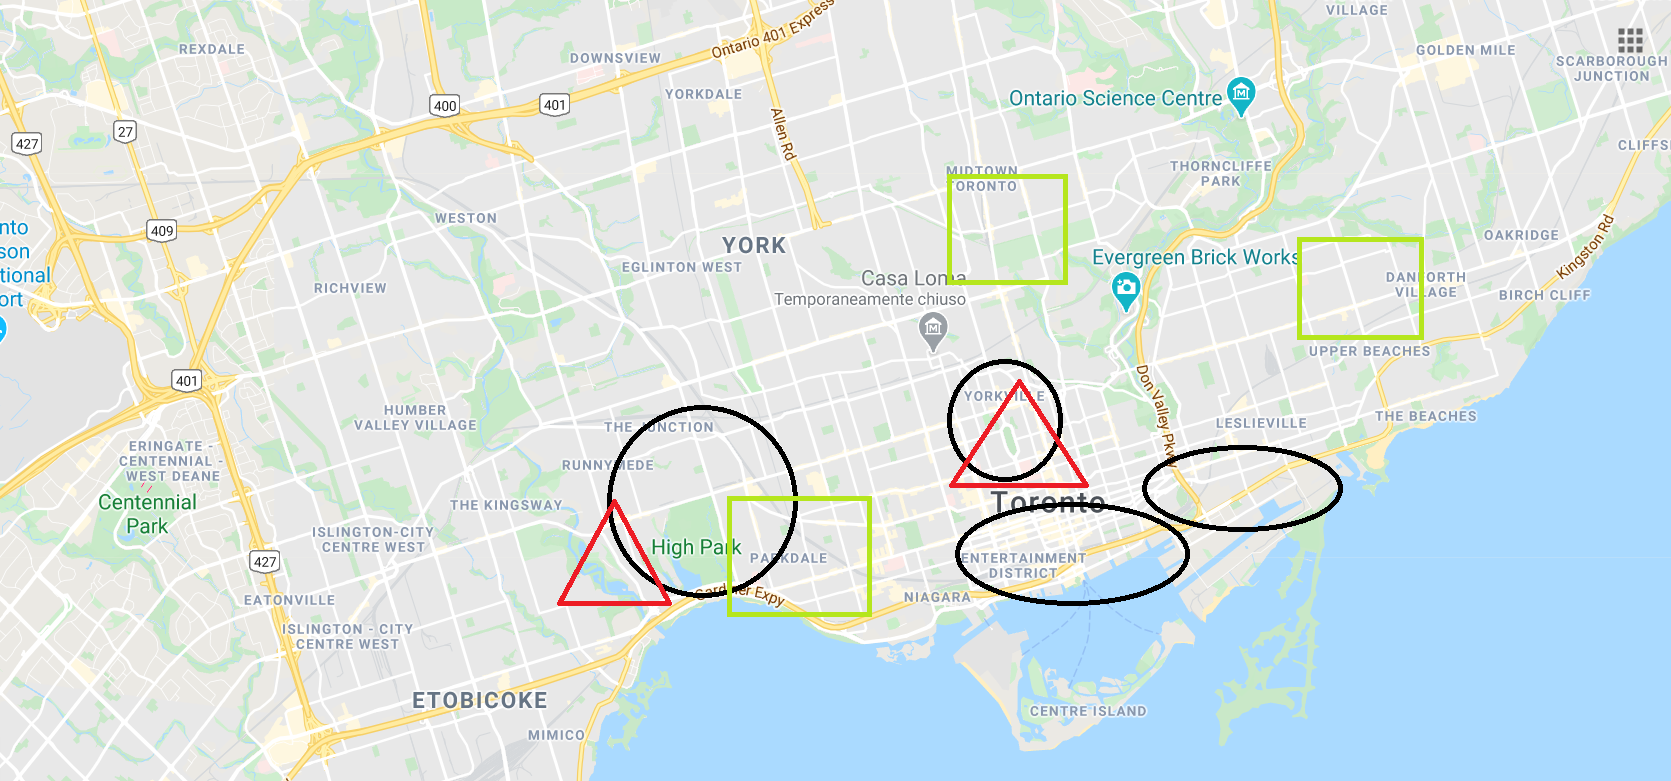 VILLAGE
REXDALE
DOWNSVIEW
Ontario 401 Express
GOLDEN MILE
SCARBOROUGH
JUNCTION
YORKDALE
400
401
Ontario Science Centre
27
427
Allen Rd
CLIFFS
MIDTOWN
TORONTO
THORNCLIFFE
PARK
WESTON
409
nto
son
tional
ort
YORK
OAKRIDGE
Kingston Rd
EGLINTON WEST
Evergreen Brick Works
Casa Loma
Temporaneamente chiuso
RICHVIEW
DANFORTH
VILLAGE
BIRCH CLIFF
UPPER BEACHES
401
Don Valley Pkwy
YORKVILLE
HUMBER
VALLEY VILLAGE
THE JUNCTION
LESLIEVILLE
THE BEACHES
ERINGATE -
CENTENNIAL -
WEST DEANE
RUNNYMEDE
Centennial
Park
THE KINGSWAY
Toronto
ISLINGTON-CITY
CENTRE WEST
High Park
PARKDALE
ENTERTAINMENT
DISTRICT
427
Gardiner Expy
NIAGARA
EATONVILLE
ISLINGTON - CITY
CENTRE WEST
ETOBICOKE
CENTRE ISLAND
MIMICO